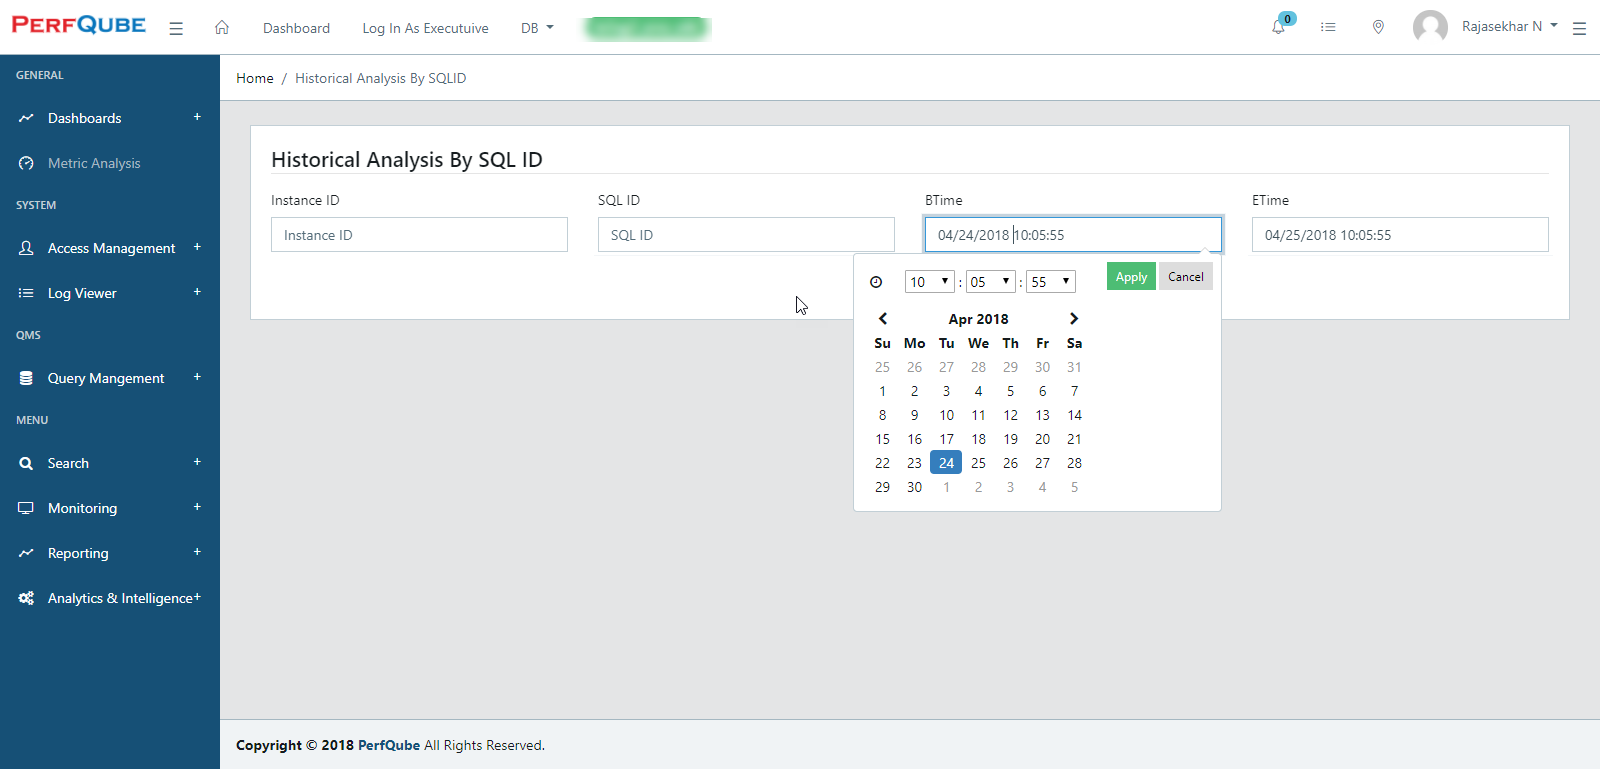 PERFQUBE
Dashboard
Log In As Executuive
DB
0
Rajasekhar N
GENERAL
Dashboards +
Metric Analysis
SYSTEM
Access Management +
Log Viewer +
QMS
Query Mangement +
MENU
Search +
Monitoring +
Reporting +
Analytics & Intelligence+
Home / Historical Analysis By SQLID
Historical Analysis By SQL ID
Instance ID
SQL ID
BTime
ETime
Instance ID
SQL ID
04/24/2018 10:05:55
04/25/2018 10:05:55
10 : 05 : 55
Apply
Cancel
Apr 2018
Su Mo Tu We Th Fr Sa
25 26 27 28 29 30 31
1 2 3 4 5 6 7
8 9 10 11 12 13 14
15 16 17 18 19 20 21
22 23 24 25 26 27 28
29 30 1 2 3 4 5
Copyright © 2018 PerfQube All Rights Reserved.